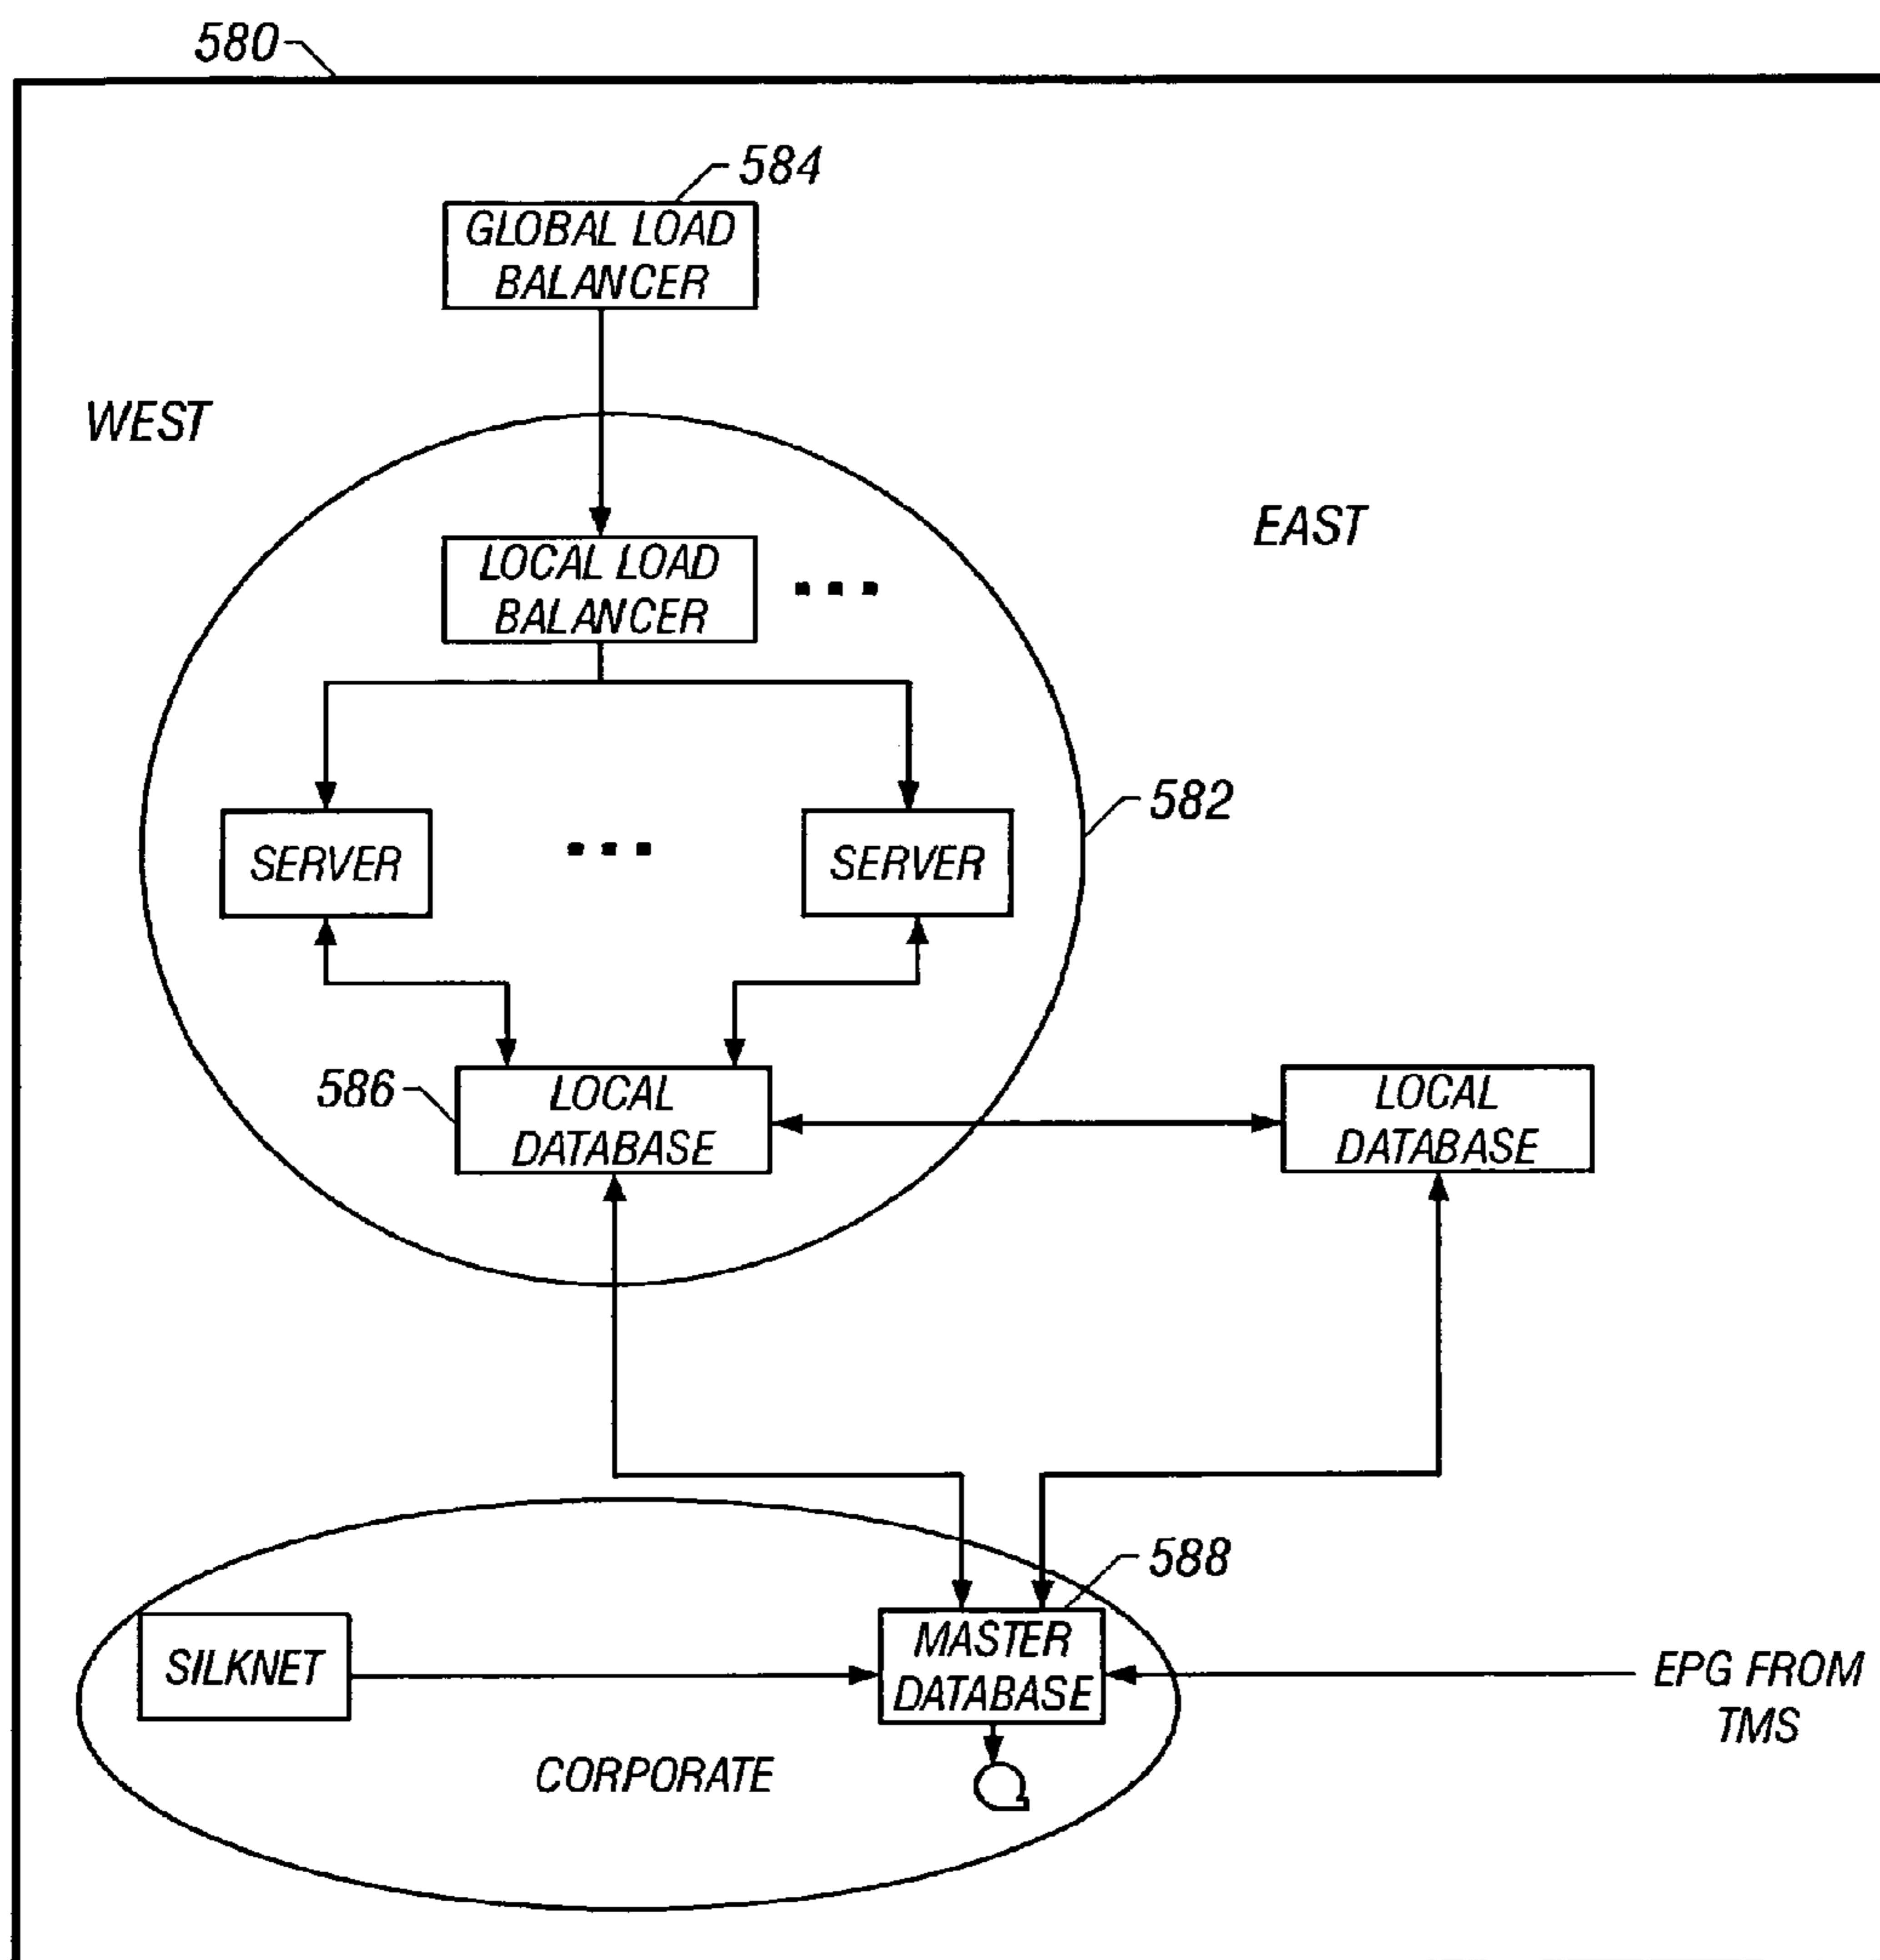 580
584
GLOBAL LOAD
BALANCER
WEST
EAST
LOCAL LOAD
BALANCER
582
SERVER
SERVER
586
LOCAL
DATABASE
LOCAL
DATABASE
588
SILKNET
MASTER
DATABASE
EPG FROM
TMS
CORPORATE